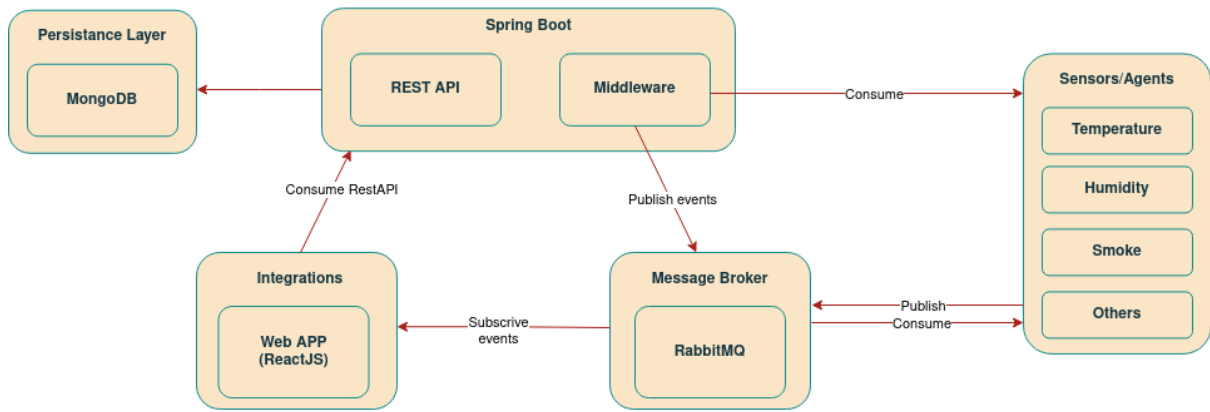 Persistance Layer
MongoDB
Spring Boot
REST API
Middleware
Consume
Sensors/Agents
Temperature
Humidity
Smoke
Others
Consume RestAPI
Publish events
Integrations
Web APP
(ReactJS)
Subscrive
events
Message Broker
RabbitMQ
Publish
Consume